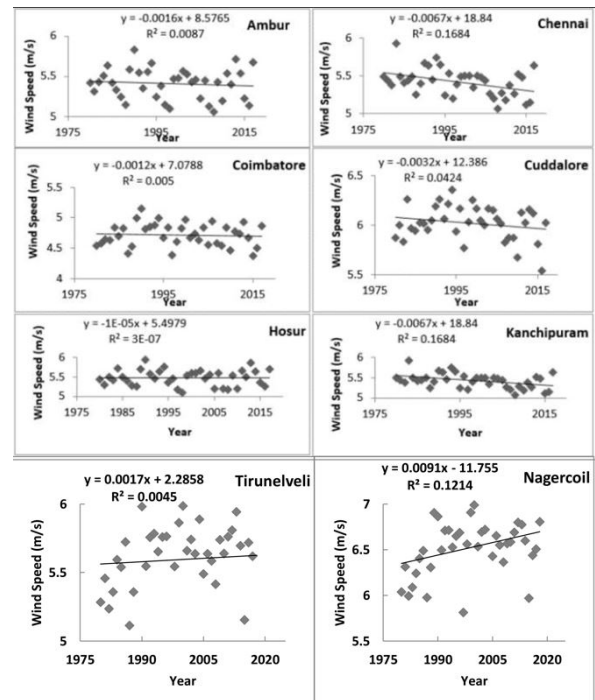 y = -0.0016x + 8.5765
R² = 0.0087
Ambur
Wind Speed (m/s)
6
5.5
5
1975
1995
2015
Year
y = -0.0067x + 18.84
R² = 0.1684
Chennai
Wind Speed (m/s)
6
5.5
5
1975
1995
2015
Year
y = -0.0012x + 7.0788
R² = 0.005
Coimbatore
Wind Speed (m/s)
5.5
5
4.5
4
1975
1995
2015
Year
y = -0.0032x + 12.386
R² = 0.0424
Cuddalore
Wind Speed (m/s)
6.5
6
5.5
1975
1995
2015
Year
y = -1E-05x + 5.4979
R² = 3E-07
Hosur
Wind Speed (m/s)
6.5
6
5.5
5
1975
1985
1995
2005
2015
Year
y = -0.0067x + 18.84
R² = 0.1684
Kanchipuram
Wind Speed (m/s)
6.5
6
5.5
5
1975
1995
2015
Year
y = 0.0017x + 2.2858
R² = 0.0045
Tirunelveli
Wind Speed (m/s)
6
5.5
5
1975
1990
2005
2020
Year
y = 0.0091x - 11.755
R² = 0.1214
Nagercoil
Wind Speed (m/s)
7
6.5
6
5.5
1975
1990
2005
2020
Year